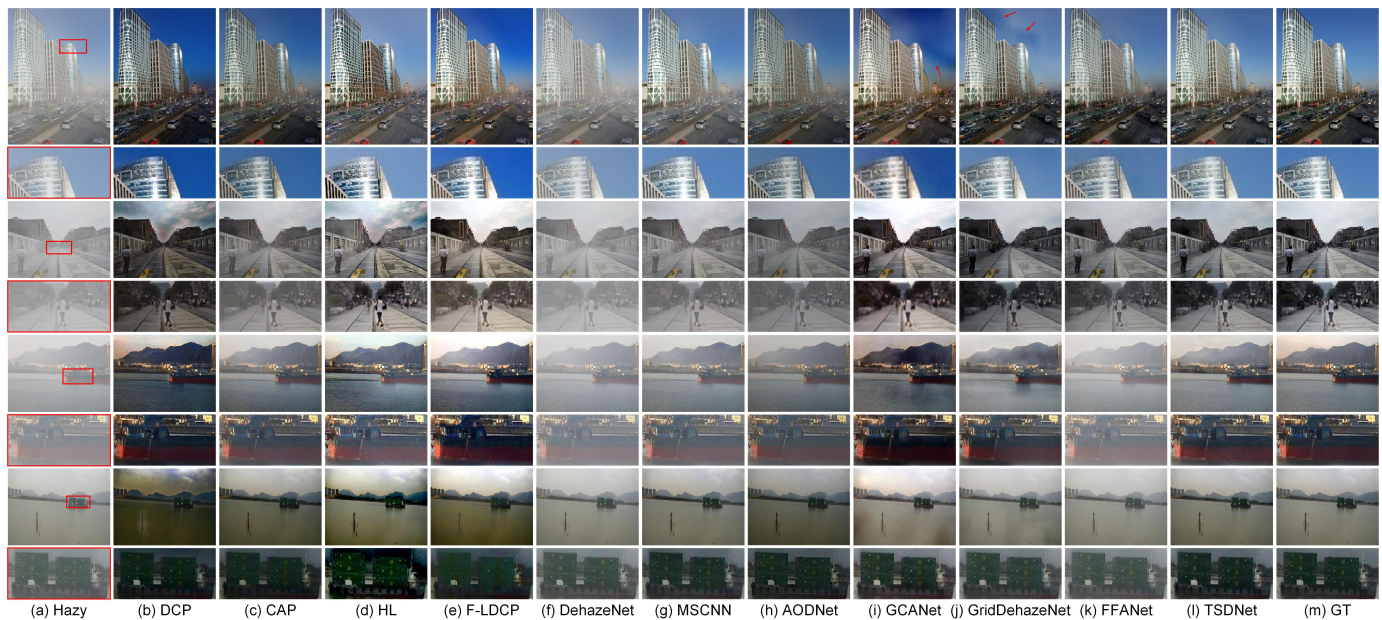 (a) Hazy (b) DCP (c) CAP (d) HL (e) F-LDCP (f) DehazeNet (g) MSCNN (h) AODNet (i) GCANet (j) GridDehazeNet (k) FFANet (l) TSDNet (m) GT